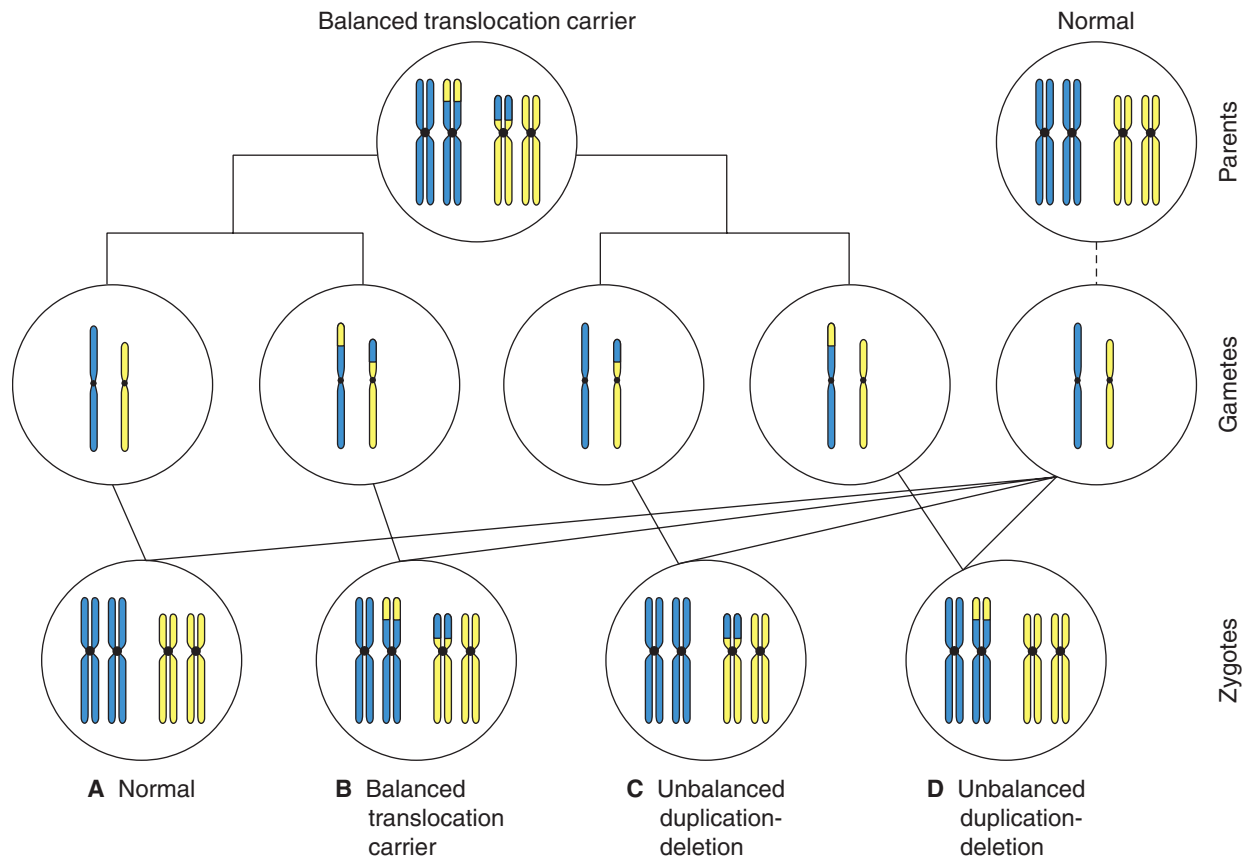 Balanced translocation carrier
Normal
Parents
Gametes
Zygotes
A Normal
B Balanced
translocation
carrier
C Unbalanced
duplication-
deletion
D Unbalanced
duplication-
deletion